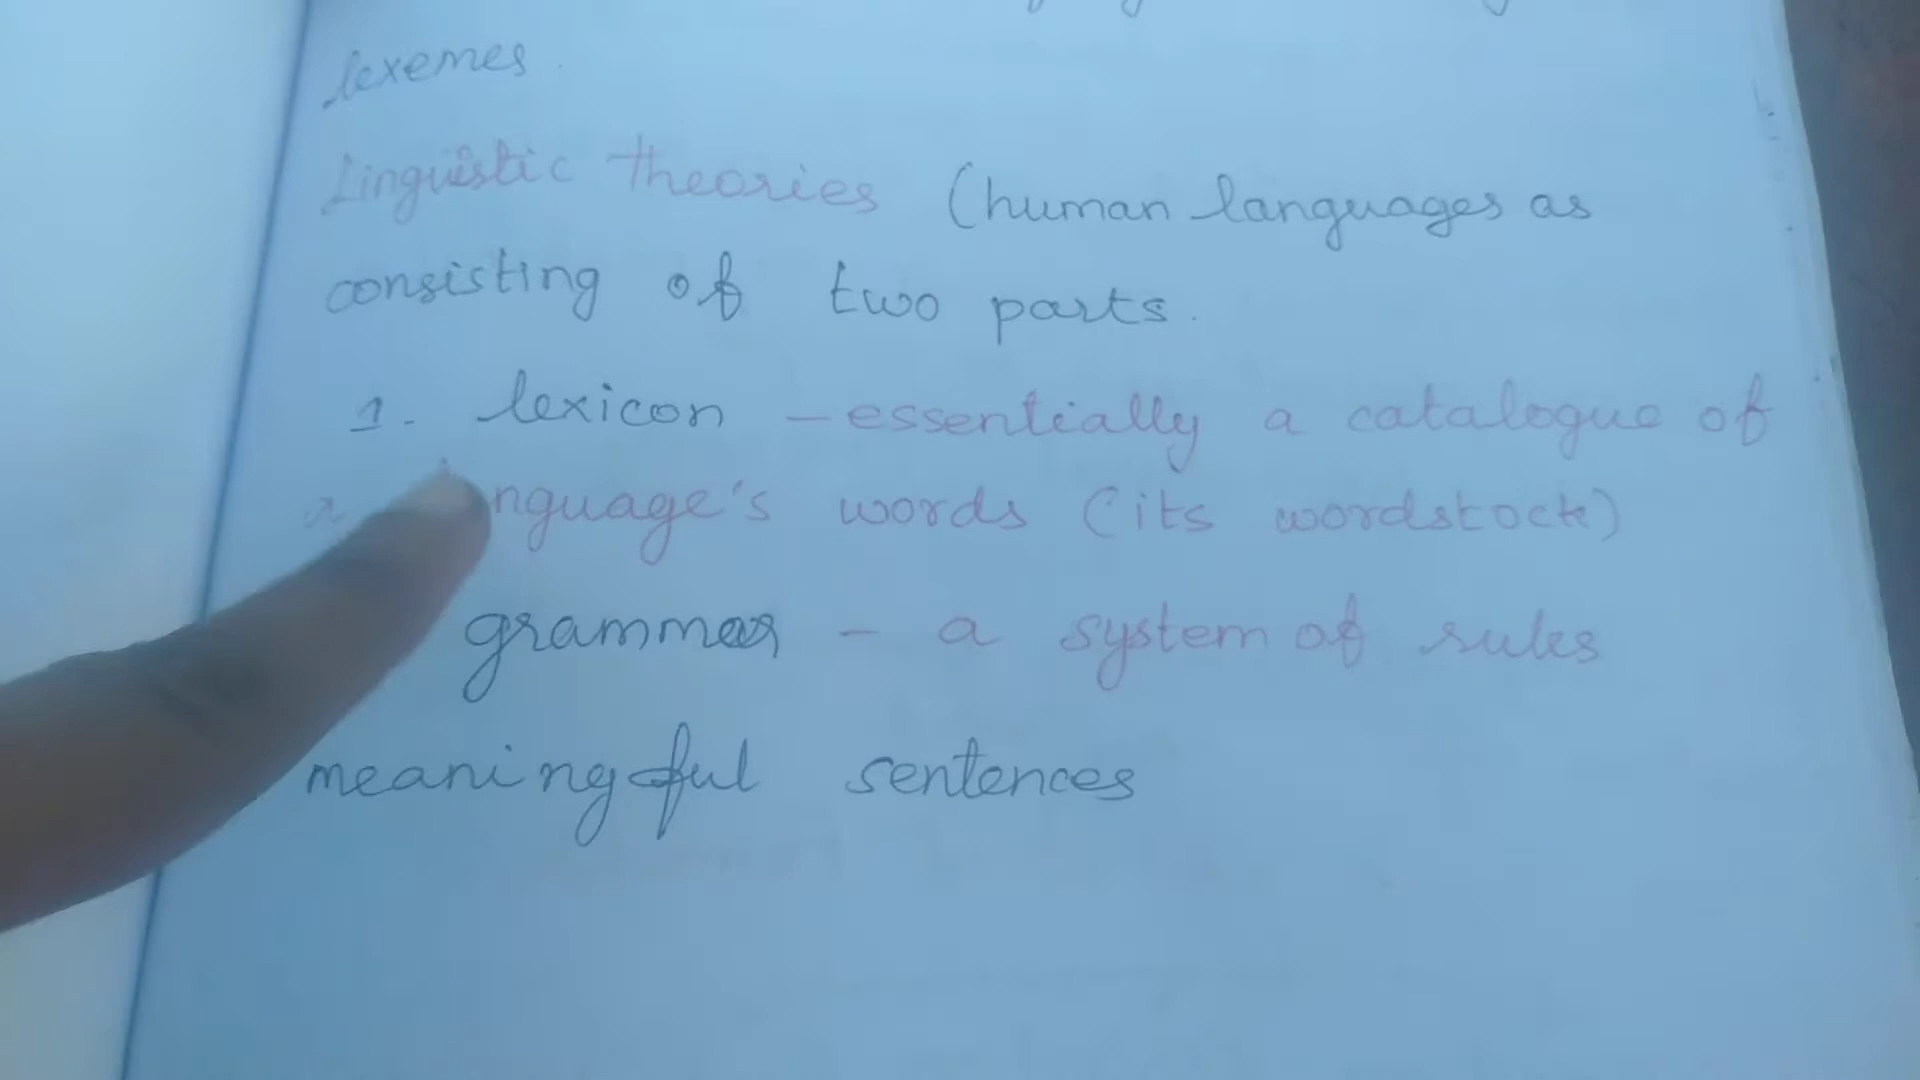 lexemes
Linguistic theories (human languages as
consisting of two parts.
1. lexicon - essentially a catalogue of
a nguage's words (its wordstock)
grammar - a system of rules
meaningful sentences